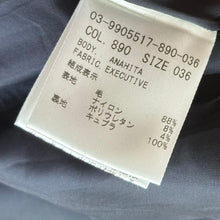 03-9905517-890-036
COL. 890 SIZE 036
BODY. ANAHITA
FABRIC. EXECUTIVE
組成表示
表地 毛 88%
ナイロン 8%
ポリウレタン 4%
裏地 キュプラ 100%